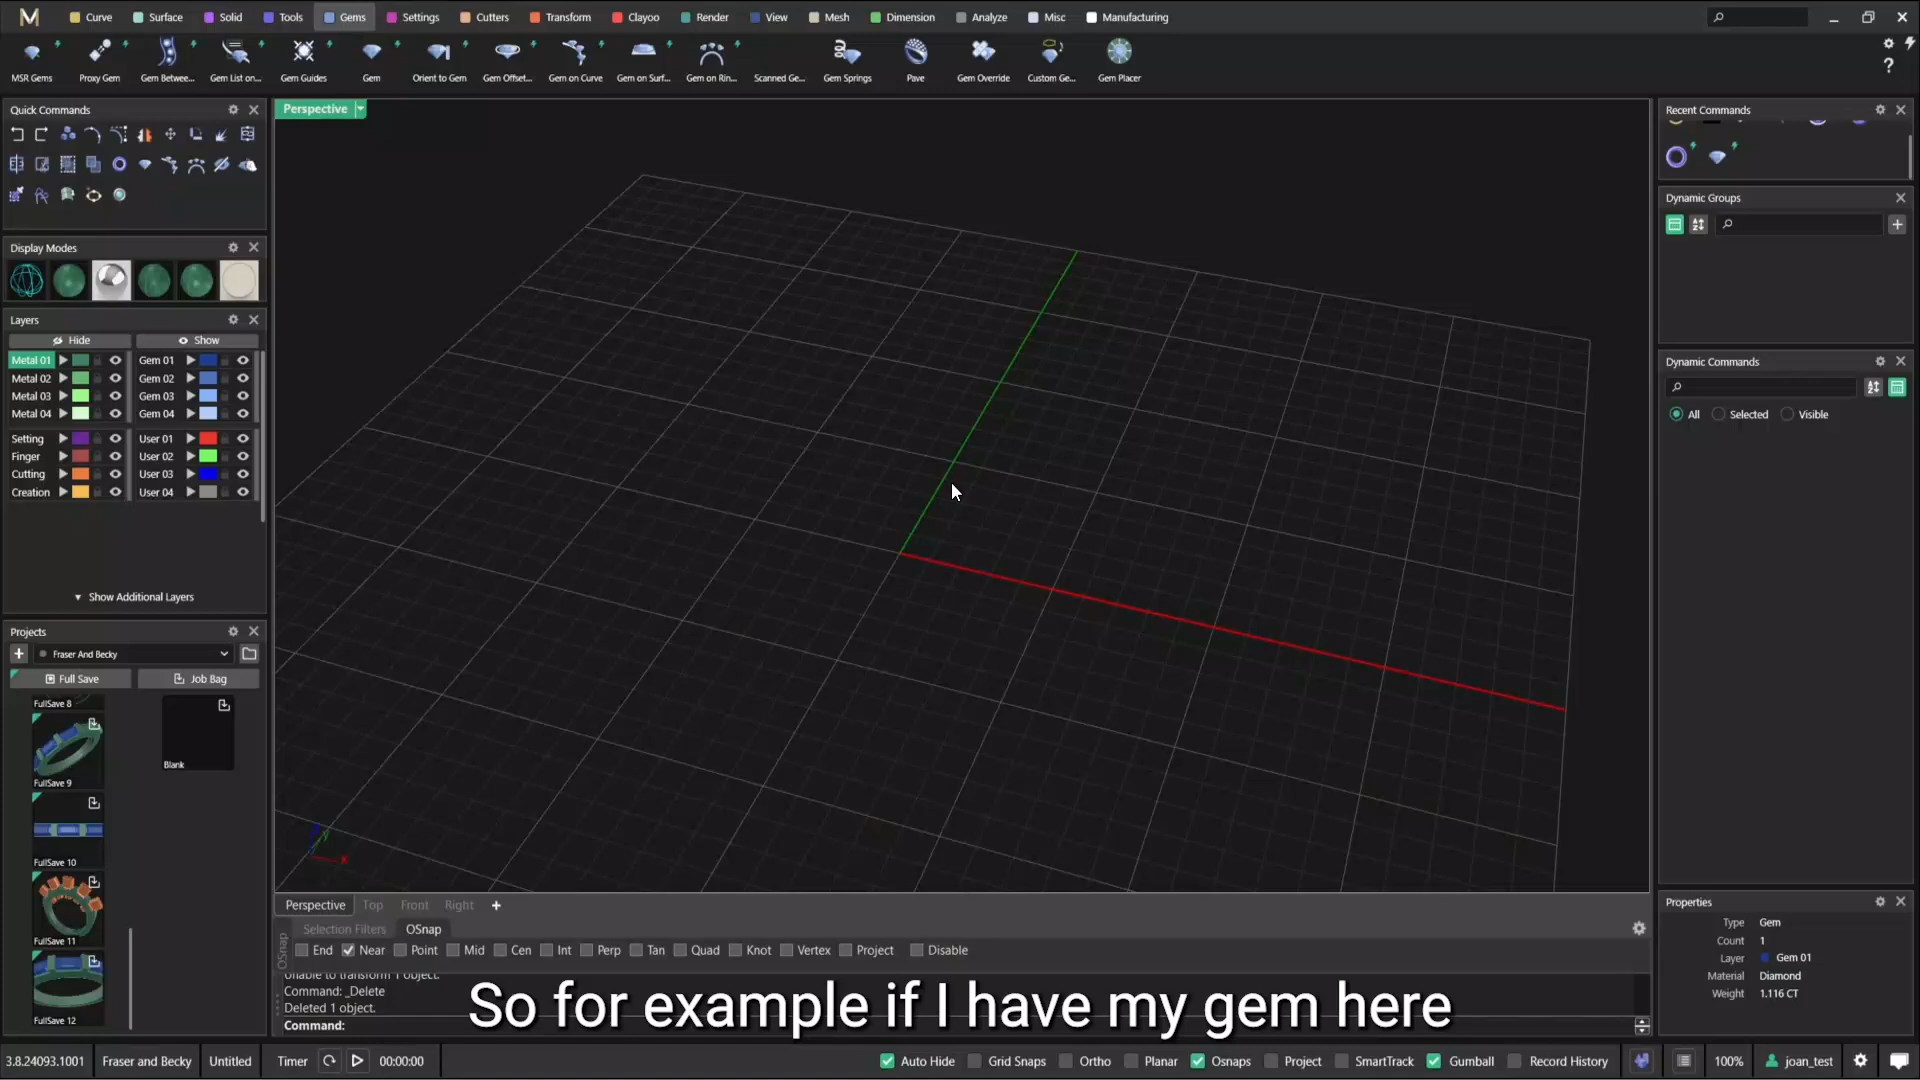 Curve Surface Solid Tools Gems Settings Cutters Transform Clayoo Render View Mesh Dimension Analyze Misc Manufacturing
MSR Gems Proxy Gem Gem Betwee... Gem List on... Gem Guides Gem Orient to Gem Gem Offset... Gem on Curve Gem on Surf... Gem on Rin... Scanned Ge... Gem Springs Pave Gem Override Custom Ge... Gem Placer
Quick Commands
Display Modes
Layers
Hide Show
Metal 01 Gem 01
Metal 02 Gem 02
Metal 03 Gem 03
Metal 04 Gem 04
Setting User 01
Finger User 02
Cutting User 03
Creation User 04
Show Additional Layers
Projects
Fraser And Becky
Full Save Job Bag
FullSave 8
FullSave 9
Blank
FullSave 10
FullSave 11
FullSave 12
Perspective
y
x
Perspective Top Front Right +
Selection Filters OSnap
OSnap
End Near Point Mid Cen Int Perp Tan Quad Knot Vertex Project Disable
Unable to transform 1 object.
Command: _Delete
Deleted 1 object.
Command:
So for example if I have my gem here
Recent Commands
Dynamic Groups
Dynamic Commands
All Selected Visible
Properties
Type Gem
Count 1
Layer Gem 01
Material Diamond
Weight 1.116 CT
3.8.24093.1001 Fraser and Becky Untitled Timer 00:00:00 Auto Hide Grid Snaps Ortho Planar Osnaps Project SmartTrack Gumball Record History 100% joan_test